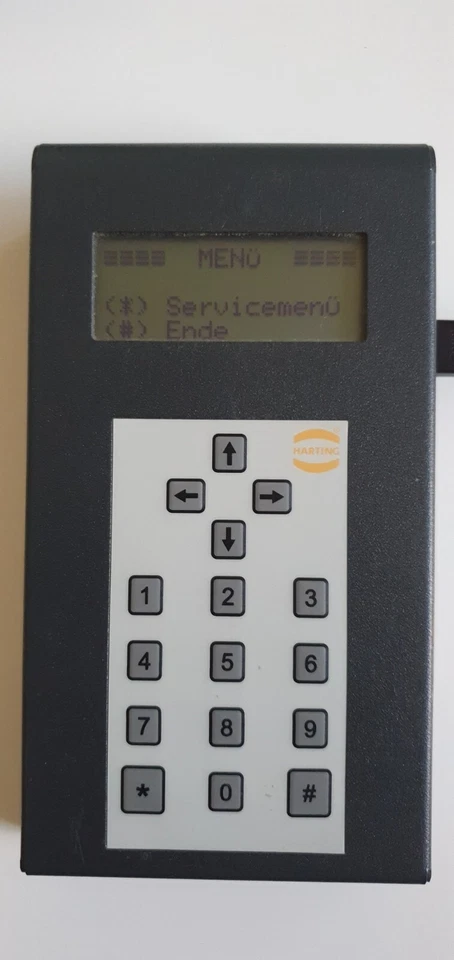 ≡≡≡≡ MENÜ ≡≡≡≡
(*) Servicemenü
(#) Ende
HARTING
↑
← →
↓
1 2 3
4 5 6
7 8 9
* 0 #